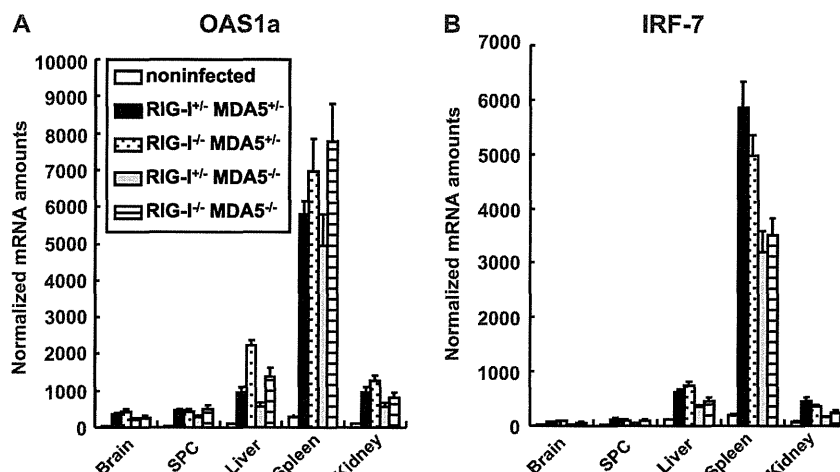 A
OAS1a
Normalized mRNA amounts
10000
9000
8000
7000
6000
5000
4000
3000
2000
1000
0
noninfected
RIG-I+/- MDA5+/-
RIG-I-/- MDA5+/-
RIG-I+/- MDA5-/-
RIG-I-/- MDA5-/-
Brain
SPC
Liver
Spleen
Kidney
B
IRF-7
Normalized mRNA amounts
7000
6000
5000
4000
3000
2000
1000
0
Brain
SPC
Liver
Spleen
Kidney